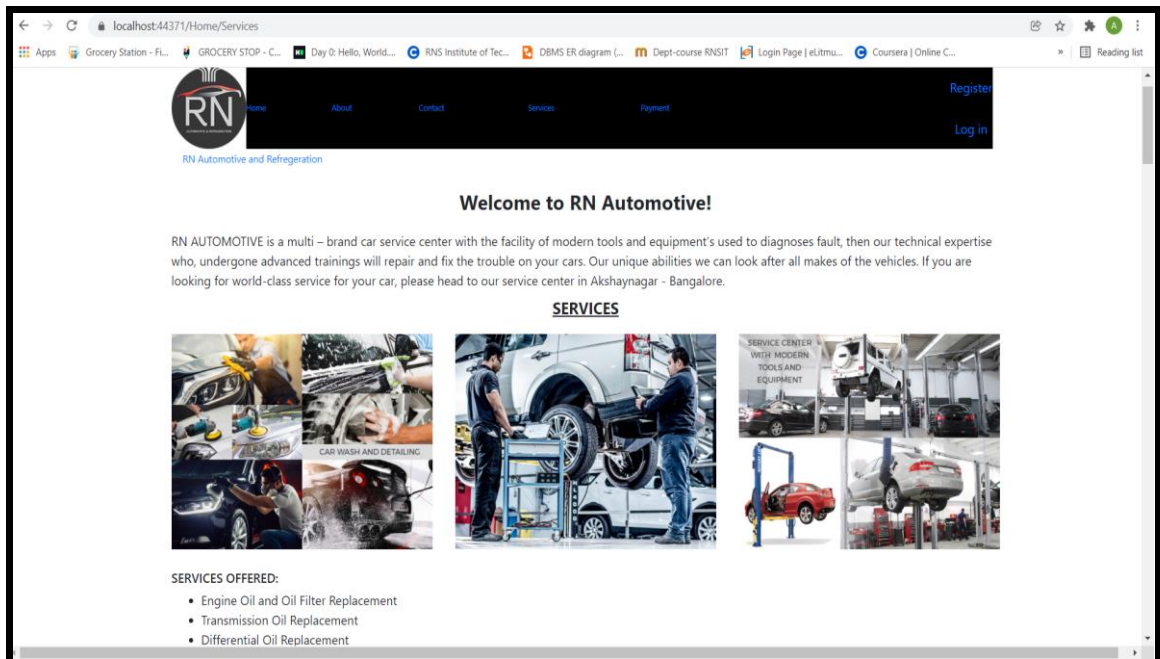 localhost:44371/Home/Services
A
Apps
Grocery Station - Fi...
GROCERY STOP - C...
Day 0: Hello, World....
RNS Institute of Tec...
DBMS ER diagram (...
Dept-course RNSIT
Login Page | eLitmu...
Coursera | Online C...
»
Reading list
RN
AUTOMOTIVE & REFRIGERATION
Home
About
Contact
Services
Payment
Register
Log in
RN Automotive and Refregeration
Welcome to RN Automotive!
RN AUTOMOTIVE is a multi – brand car service center with the facility of modern tools and equipment's used to diagnoses fault, then our technical expertise
who, undergone advanced trainings will repair and fix the trouble on your cars. Our unique abilities we can look after all makes of the vehicles. If you are
looking for world-class service for your car, please head to our service center in Akshaynagar - Bangalore.
SERVICES
CAR WASH AND DETAILING
SERVICE CENTER
WITH MODERN
TOOLS AND
EQUIPMENT
SERVICES OFFERED:
• Engine Oil and Oil Filter Replacement
• Transmission Oil Replacement
• Differential Oil Replacement